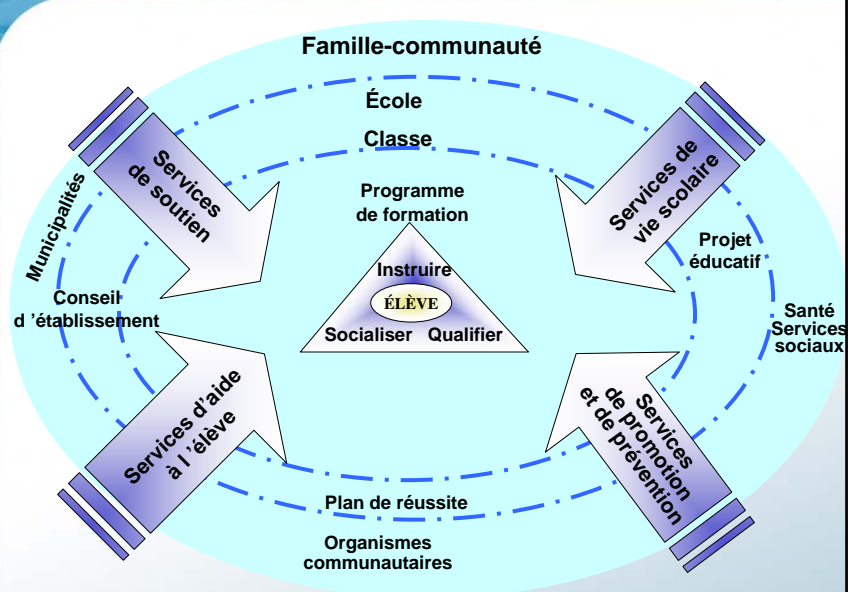 Famille-communauté
École
Classe
Services
de soutien
Services de
vie scolaire
Programme
de formation
Municipalités
Projet
éducatif
Instruire
ÉLÈVE
Socialiser Qualifier
Conseil
d ’établissement
Santé
Services
sociaux
Services d’aide
à l ’élève
Services
de promotion
et de prévention
Plan de réussite
Organismes
communautaires